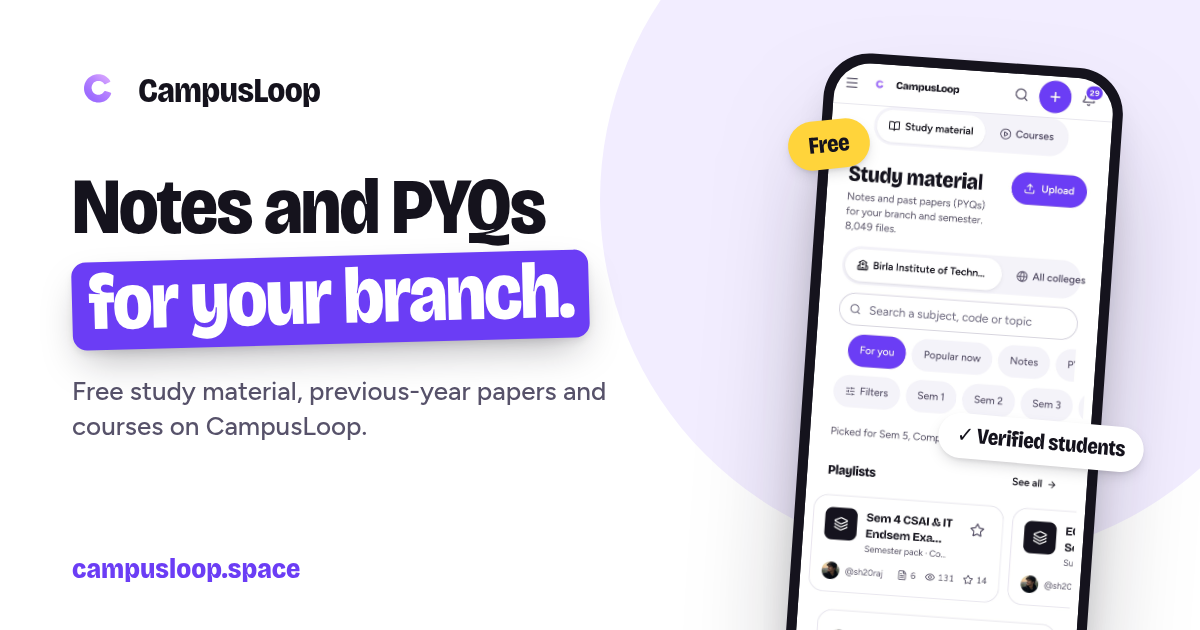 CampusLoop
Notes and PYQs
for your branch.
Free study material, previous-year papers and
courses on CampusLoop.
campusloop.space
CampusLoop
29
Study material
Courses
Free
Study material
Upload
Notes and past papers (PYQs)
for your branch and semester.
8,049 files.
Birla Institute of Techn...
All colleges
Search a subject, code or topic
For you
Popular now
Notes
Filters
Sem 1
Sem 2
Sem 3
Picked for Sem 5,
✓ Verified students
Playlists
See all →
Sem 4 CSAI & IT
Endsem Exa...
Semester pack · Co..
@sh20raj
6
131
14